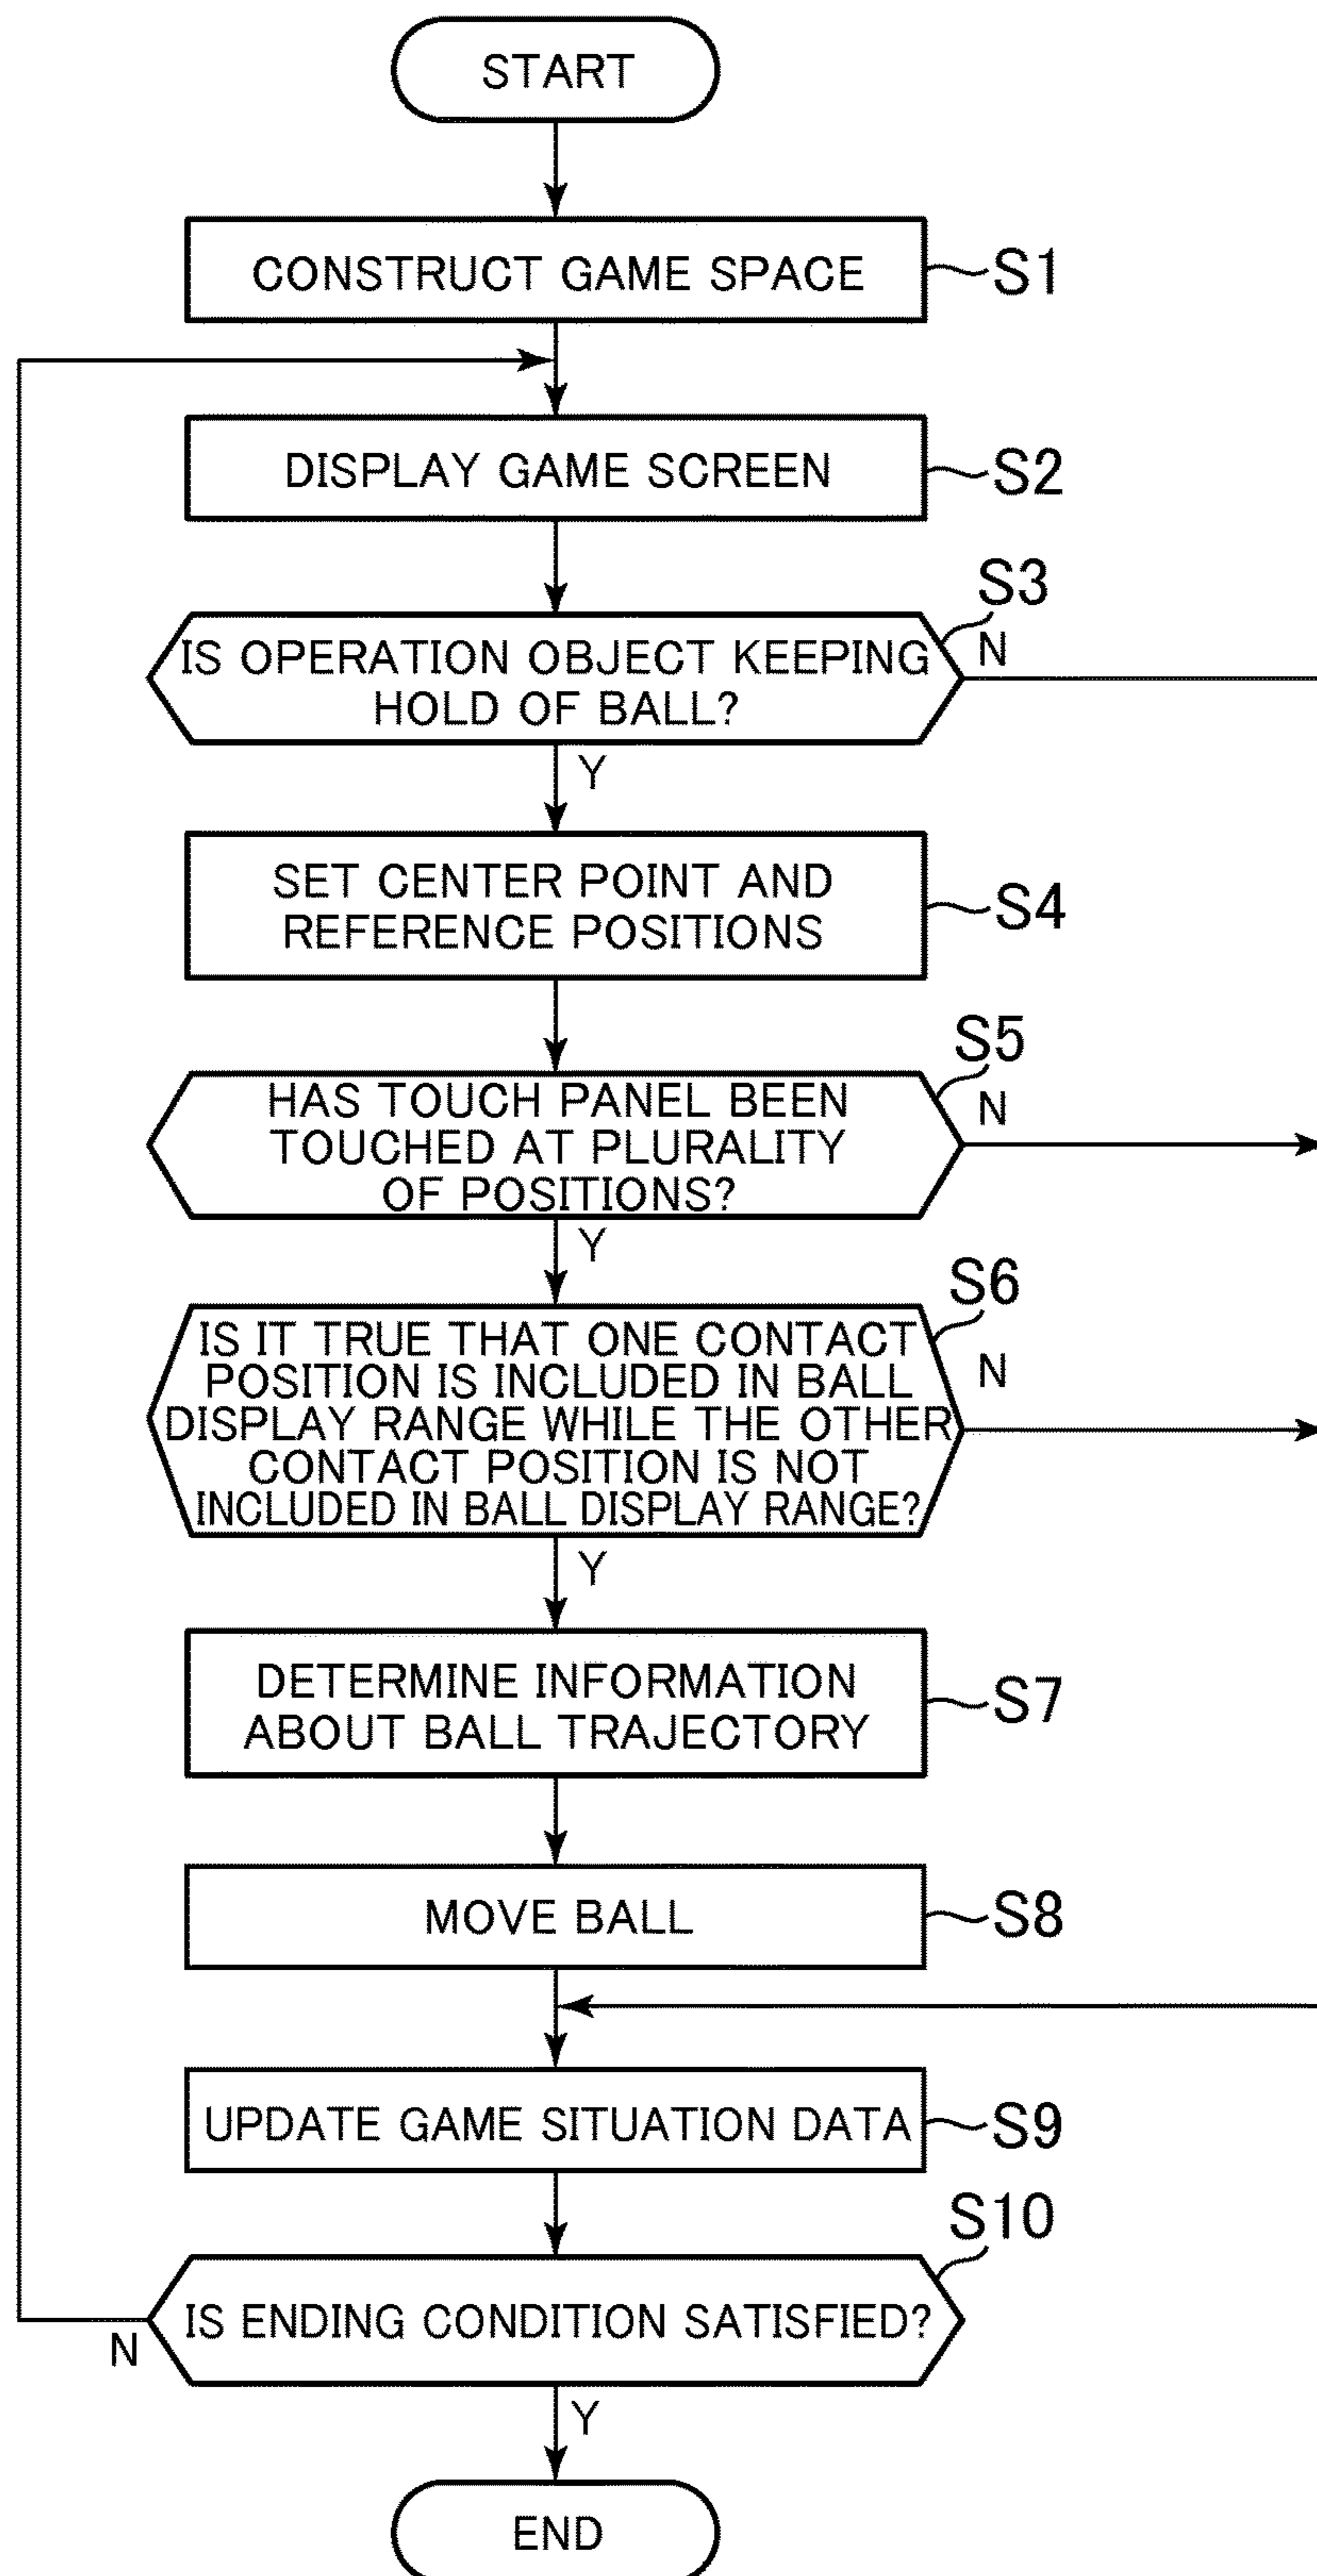 START
CONSTRUCT GAME SPACE
S1
DISPLAY GAME SCREEN
S2
S3
IS OPERATION OBJECT KEEPING
HOLD OF BALL?
N
Y
SET CENTER POINT AND
REFERENCE POSITIONS
S4
S5
HAS TOUCH PANEL BEEN
TOUCHED AT PLURALITY
OF POSITIONS?
N
Y
S6
IS IT TRUE THAT ONE CONTACT
POSITION IS INCLUDED IN BALL
DISPLAY RANGE WHILE THE OTHER
CONTACT POSITION IS NOT
INCLUDED IN BALL DISPLAY RANGE?
N
Y
DETERMINE INFORMATION
ABOUT BALL TRAJECTORY
S7
MOVE BALL
S8
UPDATE GAME SITUATION DATA
S9
S10
IS ENDING CONDITION SATISFIED?
N
Y
END